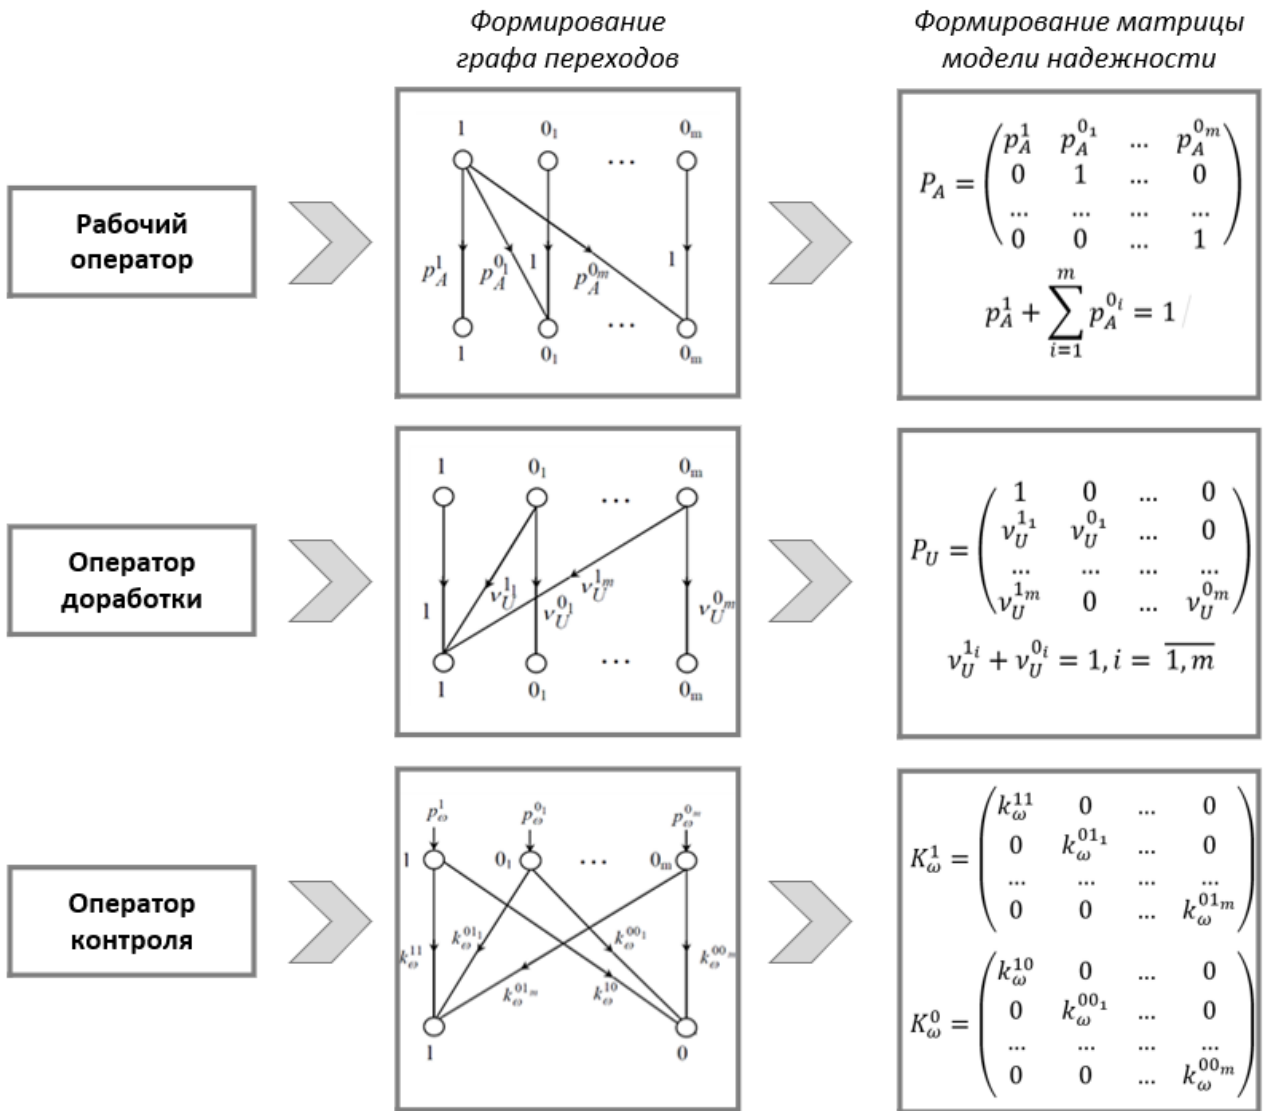 Формирование
графа переходов
Формирование матрицы
модели надежности
Рабочий
оператор
1 0₁ 0ₘ
...
p_A^1 p_A^{0_1} 1 p_A^{0_m} 1
...
1 0₁ 0ₘ
P_A = ( p_A^1 p_A^{0_1} ... p_A^{0_m}
0 1 ... 0
... ... ... ...
0 0 ... 1 )
p_A^1 + ∑_{i=1}^{m} p_A^{0_i} = 1
Оператор
доработки
1 0₁ 0ₘ
...
1 ν_U^{1_1} ν_U^{0_1} ν_U^{1_m} ν_U^{0_m}
...
1 0₁ 0ₘ
P_U = ( 1 0 ... 0
ν_U^{1_1} ν_U^{0_1} ... 0
... ... ... ...
ν_U^{1_m} 0 ... ν_U^{0_m} )
ν_U^{1_i} + ν_U^{0_i} = 1, i = \overline{1, m}
Оператор
контроля
p_ω^1 p_ω^{0_1} p_ω^{0_m}
1 0₁ ... 0ₘ
k_ω^{11} k_ω^{01_1} k_ω^{00_1} k_ω^{00_m}
k_ω^{01_m} k_ω^{10}
1 0
K_ω^1 = ( k_ω^{11} 0 ... 0
0 k_ω^{01_1} ... 0
... ... ... ...
0 0 ... k_ω^{01_m} )
K_ω^0 = ( k_ω^{10} 0 ... 0
0 k_ω^{00_1} ... 0
... ... ... ...
0 0 ... k_ω^{00_m} )